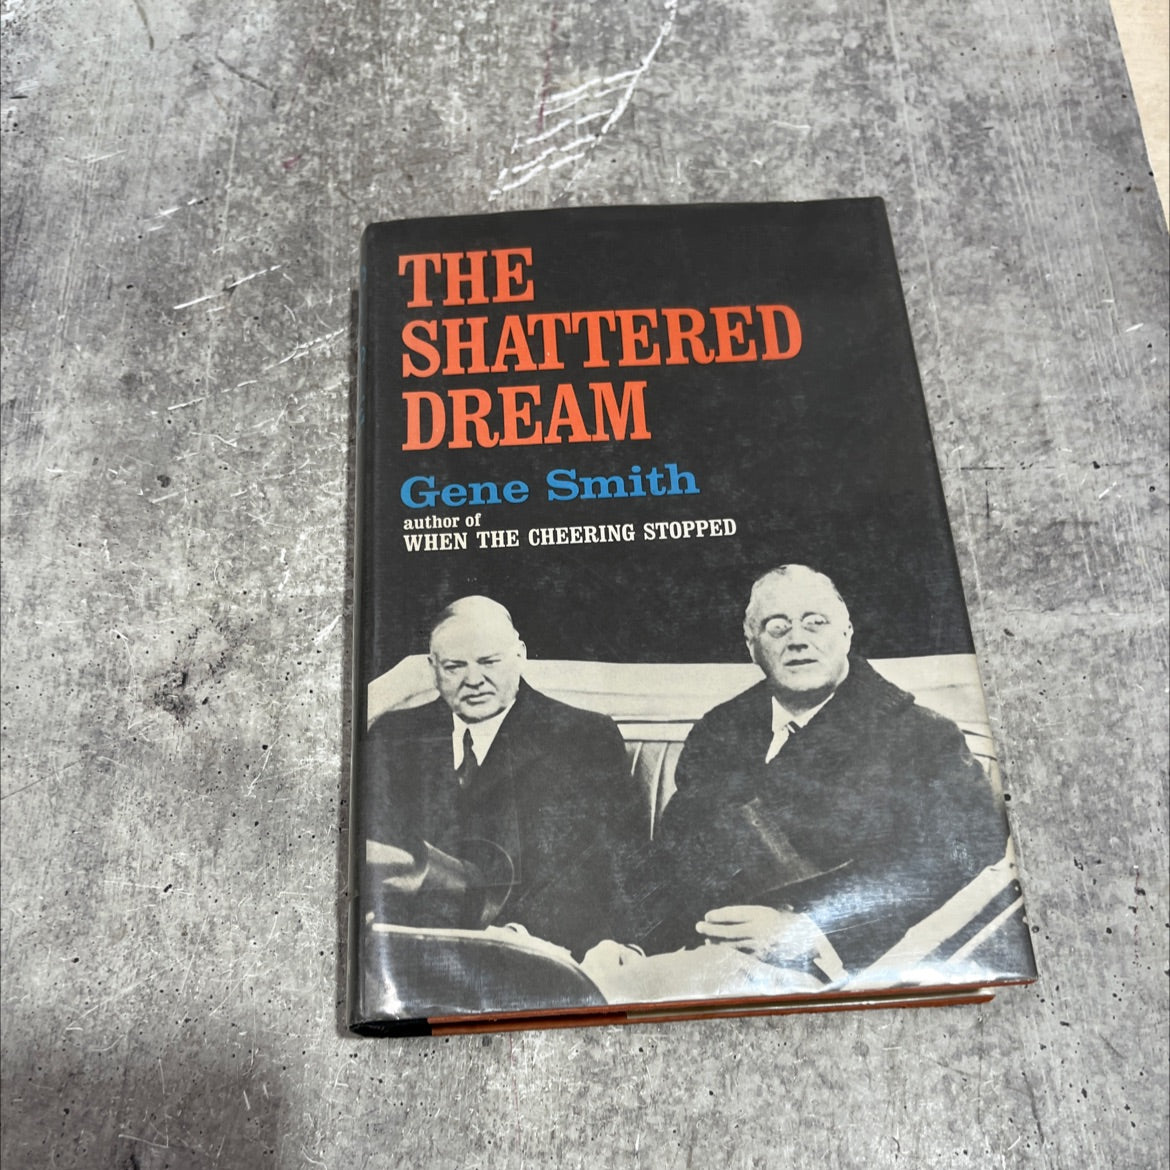 THE
SHATTERED
DREAM
Gene Smith
author of
WHEN THE CHEERING STOPPED